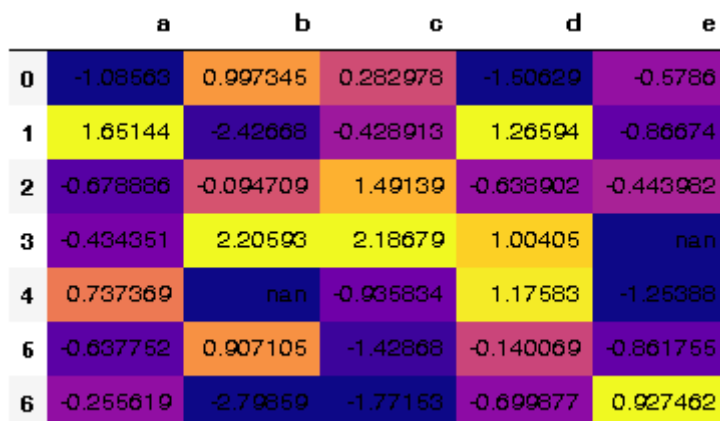 a b c d e
0 -1.08563 0.997345 0.282978 -1.50629 -0.5786
1 1.65144 -2.42668 -0.428913 1.26594 -0.86674
2 -0.678886 -0.094709 1.49139 -0.638902 -0.443982
3 -0.434351 2.20593 2.18679 1.00405 nan
4 0.737369 nan -0.935834 1.17583 -1.25388
5 -0.637752 0.907105 -1.42868 -0.140069 -0.861755
6 -0.255619 -2.79859 -1.77153 -0.699877 0.927462